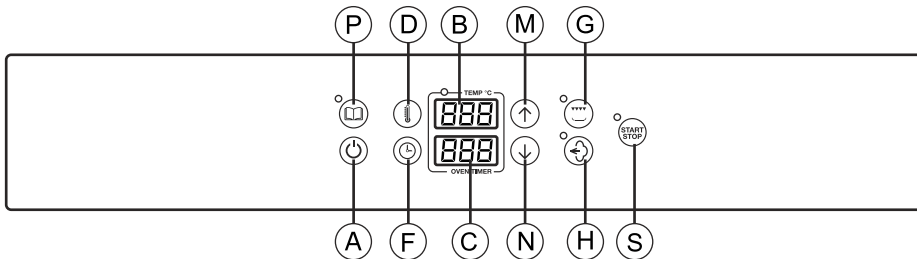 P D B M G
TEMP °C
888
START
STOP
888
OVEN TIMER
A F C N H S